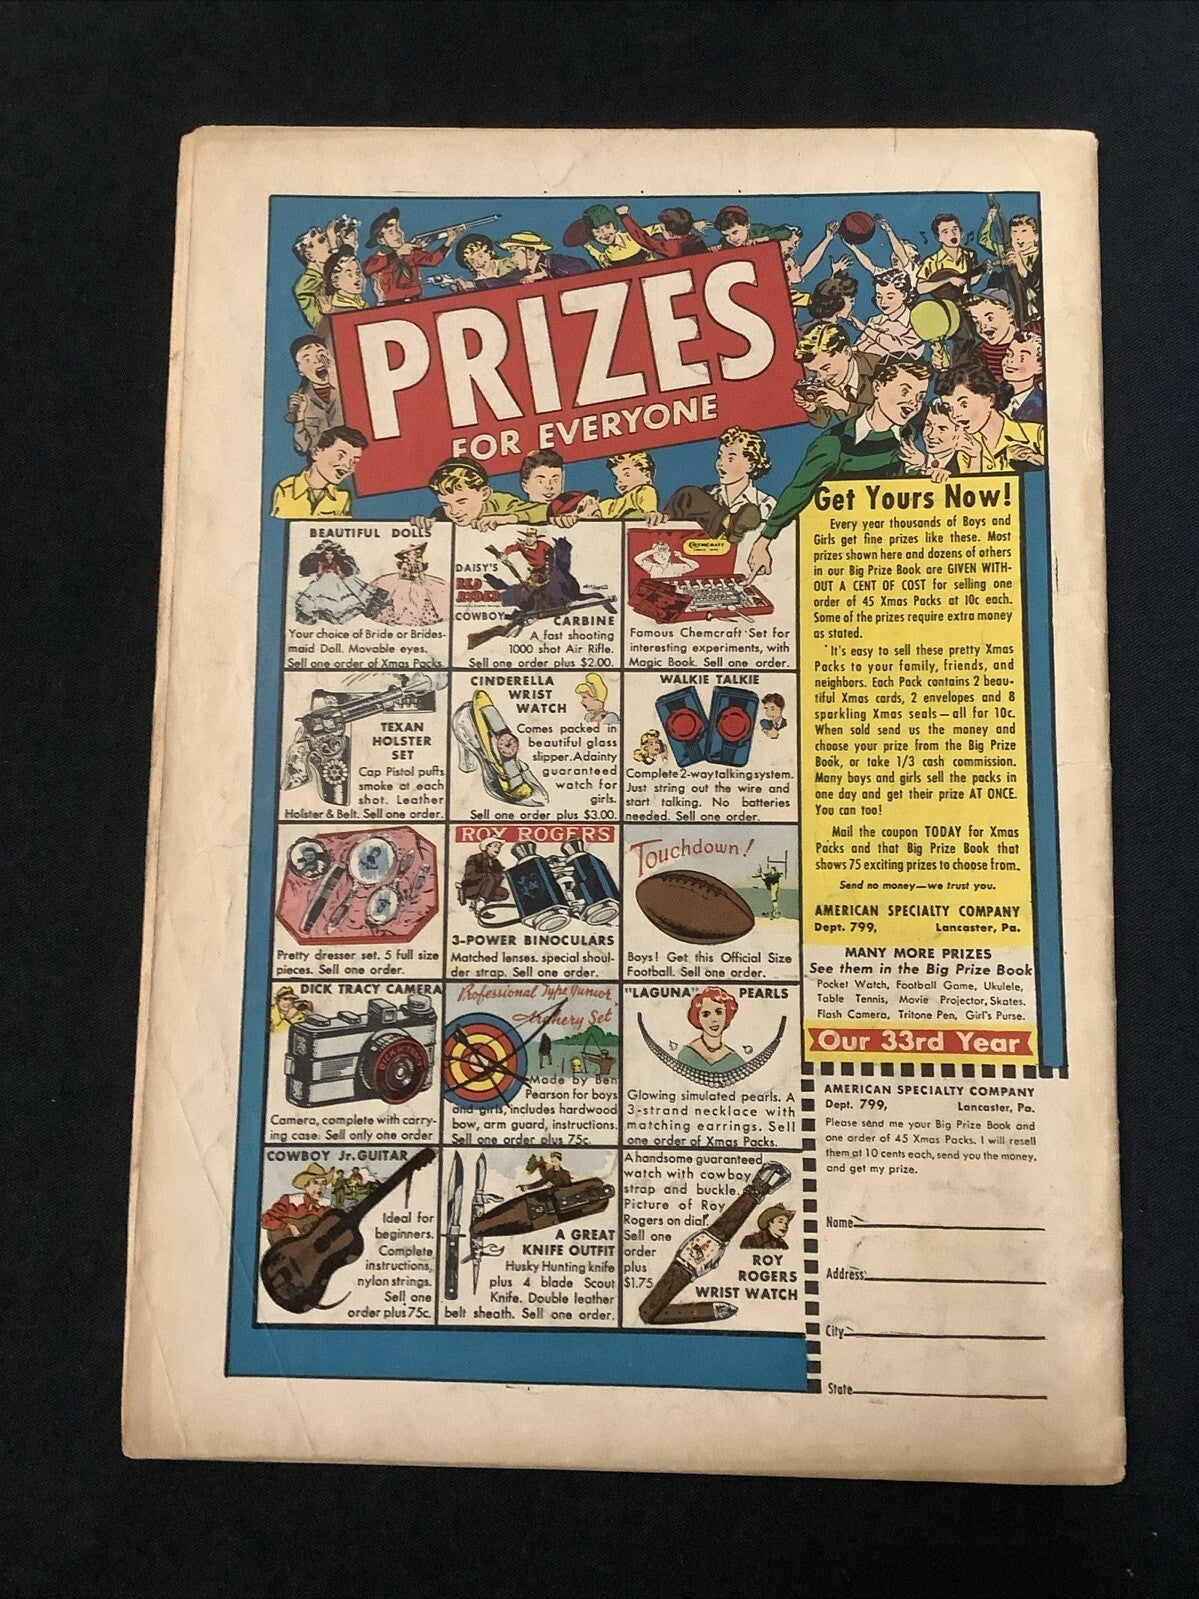 PRIZES
FOR EVERYONE
BEAUTIFUL DOLLS
Your choice of Bride or Brides-
maid Doll. Movable eyes.
Sell one order of Xmas Packs
DAISY'S
RED
RYDER
COWBOY
CARBINE
A fast shooting
1000 shot Air Rifle.
Sell one order plus $2.00.
CHEMCRAFT
Famous Chemcraft Set for
interesting experiments, with
Magic Book. Sell one order.
TEXAN
HOLSTER
SET
Cap Pistol puffs
smoke at each
shot. Leather
Holster & Belt. Sell one order.
CINDERELLA
WRIST
WATCH
Comes packed in
beautiful glass
slipper. A dainty
guaranteed
watch for
girls.
Sell one order plus $3.00.
WALKIE TALKIE
Complete 2-way talking system.
Just string out the wire and
start talking. No batteries
needed. Sell one order.
Pretty dresser set. 5 full size
pieces. Sell one order.
ROY ROGERS
3-POWER BINOCULARS
Matched lenses. special shoul-
der strap. Sell one order.
Touchdown!
Boys! Get this Official Size
Football. Sell one order.
DICK TRACY CAMERA
Camera, complete with carry-
ing case. Sell only one order
Professional Type Junior
Archery Set
Made by Ben
Pearson for boys
and girls, includes hardwood
bow, arm guard, instructions.
Sell one order plus 75c.
"LAGUNA" PEARLS
Glowing simulated pearls. A
3-strand necklace with
matching earrings. Sell
one order of Xmas Packs.
COWBOY Jr. GUITAR
Ideal for
beginners.
Complete
instructions,
nylon strings.
Sell one
order plus 75c.
A GREAT
KNIFE OUTFIT
Husky Hunting knife
plus 4 blade Scout
Knife. Double leather
belt sheath. Sell one order.
A handsome guaranteed
watch with cowboy
strap and buckle.
Picture of Roy
Rogers on dial.
Sell one
order
plus
$1.75
ROY
ROGERS
WRIST WATCH
Get Yours Now!
Every year thousands of Boys and
Girls get fine prizes like these. Most
prizes shown here and dozens of others
in our Big Prize Book are GIVEN WITH-
OUT A CENT OF COST for selling one
order of 45 Xmas Packs at 10c each.
Some of the prizes require extra money
as stated.
It's easy to sell these pretty Xmas
Packs to your family, friends, and
neighbors. Each Pack contains 2 beau-
tiful Xmas cards, 2 envelopes and 8
sparkling Xmas seals—all for 10c.
When sold send us the money and
choose your prize from the Big Prize
Book, or take 1/3 cash commission.
Many boys and girls sell the packs in
one day and get their prize AT ONCE.
You can too!
Mail the coupon TODAY for Xmas
Packs and that Big Prize Book that
shows 75 exciting prizes to choose from.
Send no money—we trust you.
AMERICAN SPECIALTY COMPANY
Dept. 799, Lancaster, Pa.
MANY MORE PRIZES
See them in the Big Prize Book
Pocket Watch, Football Game, Ukulele,
Table Tennis, Movie Projector, Skates.
Flash Camera, Tritone Pen, Girl's Purse.
Our 33rd Year
AMERICAN SPECIALTY COMPANY
Dept. 799, Lancaster, Pa.
Please send me your Big Prize Book and
one order of 45 Xmas Packs. I will resell
them at 10 cents each, send you the money,
and get my prize.
Name
Address
City
State